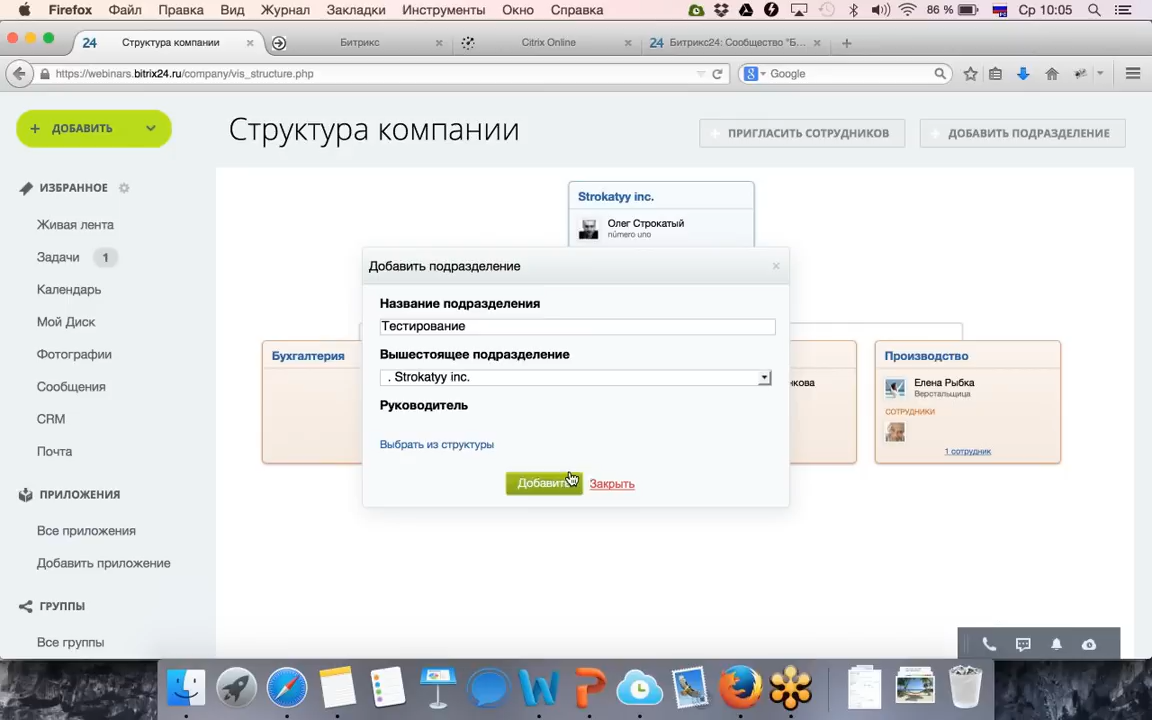 Firefox Файл Правка Вид Журнал Закладки Инструменты Окно Справка 86 % Ср 10:05
24 Структура компании Битрикс Citrix Online 24 Битрикс24: Сообщество "Б...
https://webinars.bitrix24.ru/company/vis_structure.php Google
ДОБАВИТЬ
Структура компании
ПРИГЛАСИТЬ СОТРУДНИКОВ
ДОБАВИТЬ ПОДРАЗДЕЛЕНИЕ
ИЗБРАННОЕ
Живая лента
Задачи 1
Календарь
Мой Диск
Фотографии
Сообщения
CRM
Почта
ПРИЛОЖЕНИЯ
Все приложения
Добавить приложение
ГРУППЫ
Все группы
Strokatyy inc.
Олег Строкатый
número uno
Добавить подразделение
Название подразделения
Тестирование
Вышестоящее подразделение
. Strokatyy inc.
Руководитель
Выбрать из структуры
Добавить Закрыть
Бухгалтерия
Производство
Елена Рыбка
Верстальщица
СОТРУДНИКИ
1 сотрудник